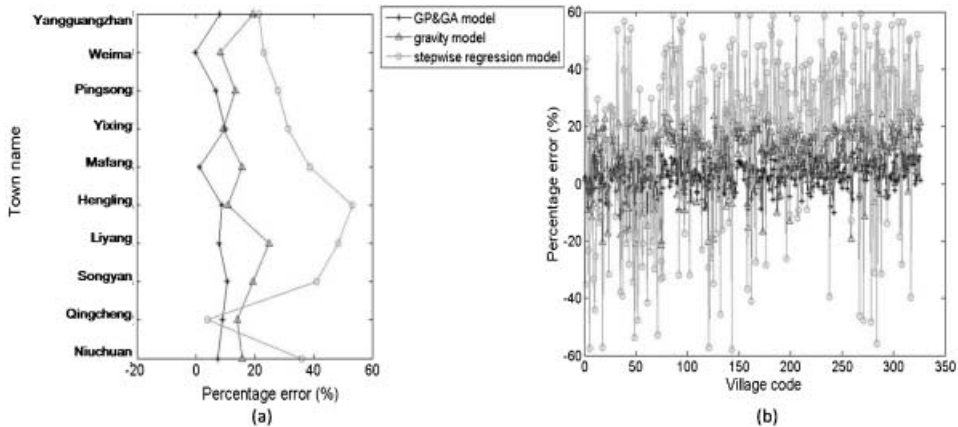 Yangguangzhan
Weima
Pingsong
Yixing
Mafang
Hengling
Liyang
Songyan
Qingcheng
Niuchuan
Town name
-20 0 20 40 60
Percentage error (%)
(a)
GP&GA model
gravity model
stepwise regression model
60
40
20
0
-20
-40
-60
Percentage error (%)
0 50 100 150 200 250 300 350
Village code
(b)